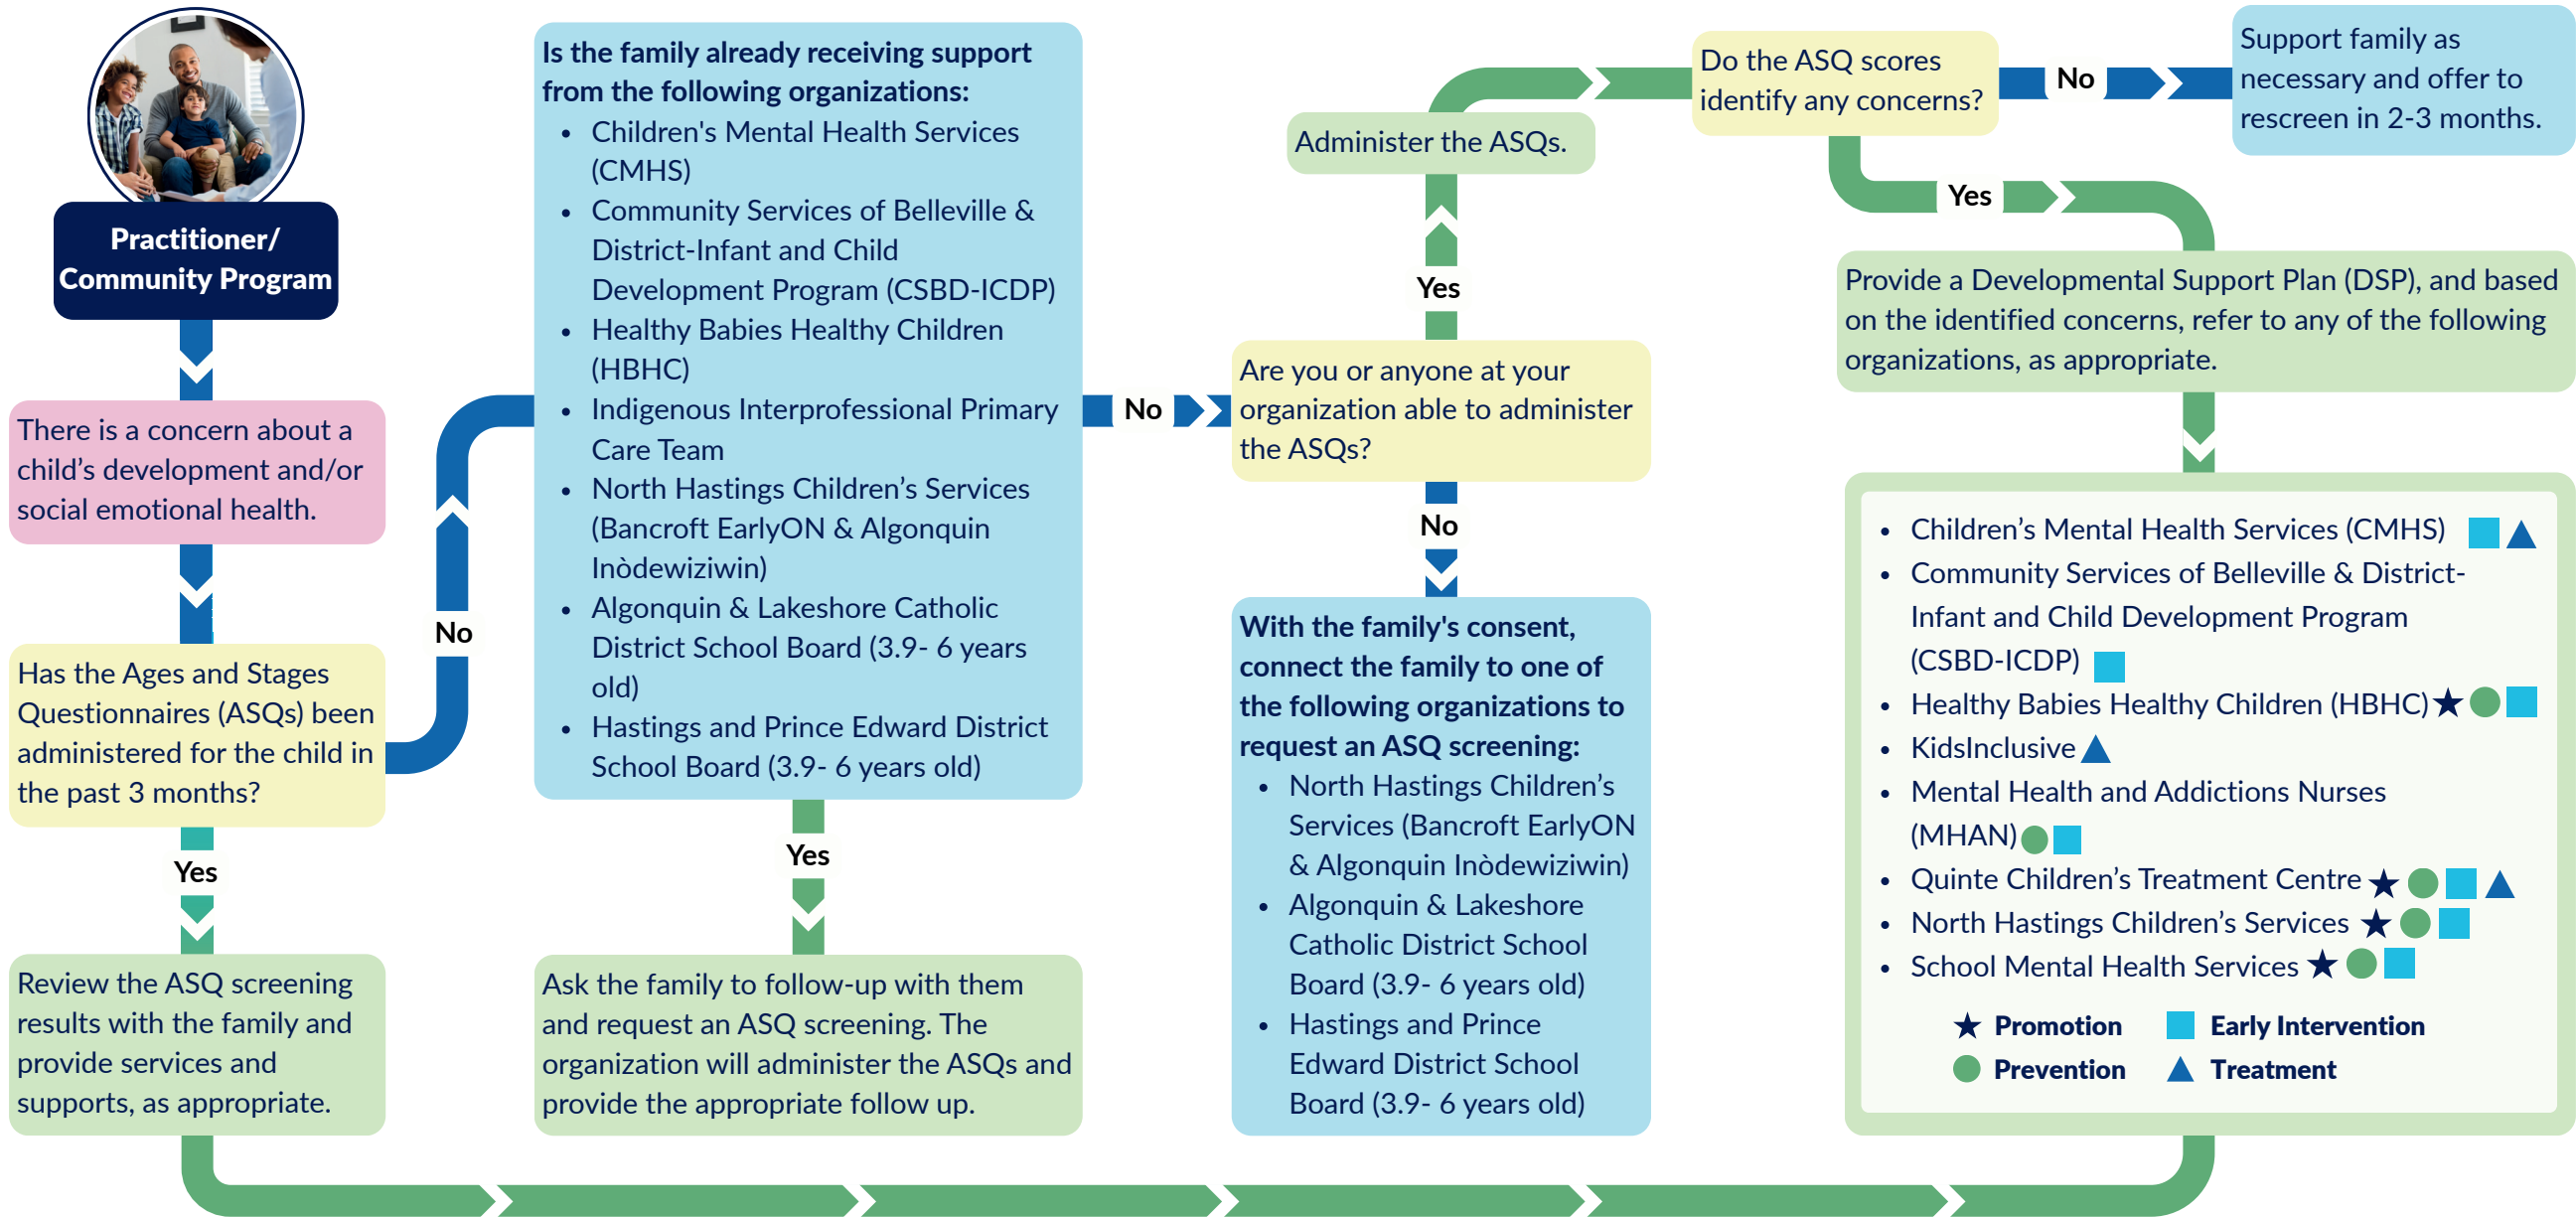 Practitioner/
Community Program
There is a concern about a
child’s development and/or
social emotional health.
Has the Ages and Stages
Questionnaires (ASQs) been
administered for the child in
the past 3 months?
Yes
Review the ASQ screening
results with the family and
provide services and
supports, as appropriate.
No
Is the family already receiving support
from the following organizations:
• Children's Mental Health Services
(CMHS)
• Community Services of Belleville &
District-Infant and Child
Development Program (CSBD-ICDP)
• Healthy Babies Healthy Children
(HBHC)
• Indigenous Interprofessional Primary
Care Team
• North Hastings Children’s Services
(Bancroft EarlyON & Algonquin
Inòdewiziwin)
• Algonquin & Lakeshore Catholic
District School Board (3.9- 6 years
old)
• Hastings and Prince Edward District
School Board (3.9- 6 years old)
Yes
Ask the family to follow-up with them
and request an ASQ screening. The
organization will administer the ASQs and
provide the appropriate follow up.
No
Are you or anyone at your
organization able to administer
the ASQs?
No
With the family's consent,
connect the family to one of
the following organizations to
request an ASQ screening:
• North Hastings Children’s
Services (Bancroft EarlyON
& Algonquin Inòdewiziwin)
• Algonquin & Lakeshore
Catholic District School
Board (3.9- 6 years old)
• Hastings and Prince
Edward District School
Board (3.9- 6 years old)
Yes
Administer the ASQs.
Do the ASQ scores
identify any concerns?
No
Support family as
necessary and offer to
rescreen in 2-3 months.
Yes
Provide a Developmental Support Plan (DSP), and based
on the identified concerns, refer to any of the following
organizations, as appropriate.
• Children’s Mental Health Services (CMHS)
• Community Services of Belleville & District-
Infant and Child Development Program
(CSBD-ICDP)
• Healthy Babies Healthy Children (HBHC)
• KidsInclusive
• Mental Health and Addictions Nurses
(MHAN)
• Quinte Children’s Treatment Centre
• North Hastings Children’s Services
• School Mental Health Services
Promotion
Early Intervention
Prevention
Treatment